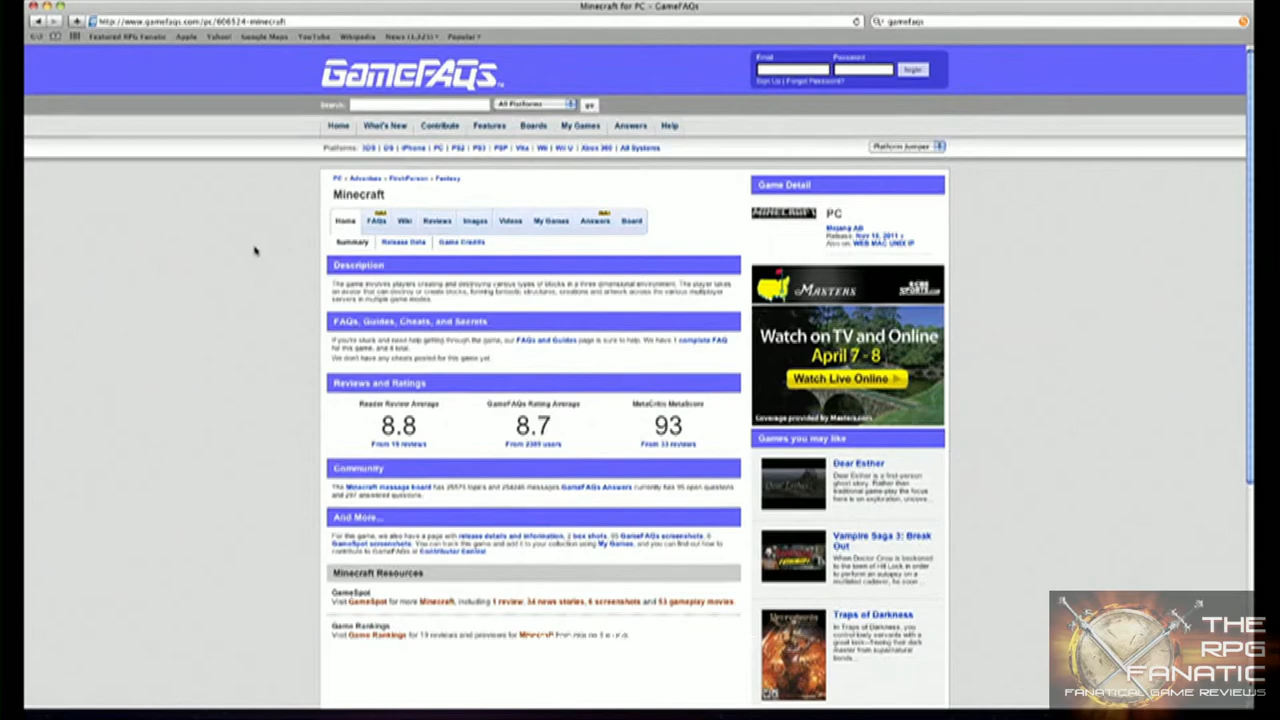 Minecraft for PC - GameFAQs
http://www.gamefaqs.com/pc/606524-minecraft
gamefaqs
Featured RPG Fanatic Apple Yahoo! Google Maps YouTube Wikipedia News Popular
GameFAQs
Email Password
login
Sign Up | Forgot Password?
Search: All Platforms go
Home What's New Contribute Features Boards My Games Answers Help
Platforms: 3DS | DS | iPhone | PC | PS2 | PS3 | PSP | Vita | Wii | Wii U | Xbox 360 | All Systems
Platform Jumper
PC » Adventure » First-Person » Fantasy
Minecraft
Home FAQs Wiki Reviews Images Videos My Games Answers Board
Summary Release Data Game Credits
Description
The game involves players creating and destroying various types of blocks in a three dimensional environment. The player takes
an avatar that can destroy or create blocks, forming fantastic structures, creations and artwork across the various multiplayer
servers in multiple game modes.
FAQs, Guides, Cheats, and Secrets
If you're stuck and need help getting through the game, our FAQs and Guides page is sure to help. We have 1 complete FAQ
for this game, and 8 total.
We don't have any cheats posted for this game yet.
Reviews and Ratings
Reader Review Average GameFAQs Rating Average MetaCritic MetaScore
8.8 8.7 93
From 19 reviews From 2389 users From 33 reviews
Community
The Minecraft message board has topics and messages. GameFAQs Answers currently has open questions
and 297 answered questions.
And More...
For this game, we also have a page with release details and information, 2 box shots, GameFAQs screenshots,
GameSpot screenshots. You can track this game and add it to your collection using My Games, and you can find out how to
contribute to GameFAQs at Contributor Central
Minecraft Resources
GameSpot
Visit GameSpot for more Minecraft, including 1 review, 34 news stories, 6 screenshots and 53 gameplay movies
Game Rankings
Visit Game Rankings for 19 reviews and previews for Minecraft
Game Detail
MINECRAFT
PC
Mojang AB
Release: Nov 18, 2011 »
Also on: WEB MAC UNIX IP
Masters
CBS SPORTS.com
Watch on TV and Online
April 7 - 8
Watch Live Online
Coverage provided by Masters.com
Games you may like
Dear Esther
Dear Esther is a first-person
ghost story. Rather than
traditional game-play the focus
here is on exploration, uncove...
Vampire Saga 3: Break
Out
When Doctor Crow is beckoned
to the town of Hill Lock in order
to perform an autopsy on a
mutilated cadaver, he soon ...
Traps of Darkness
In Traps of Darkness, you
control lowly servants with a
great task—freeing their dark
master from supernatural
bonds...
THE
RPG
FANATIC
FANATICAL GAME REVIEWS